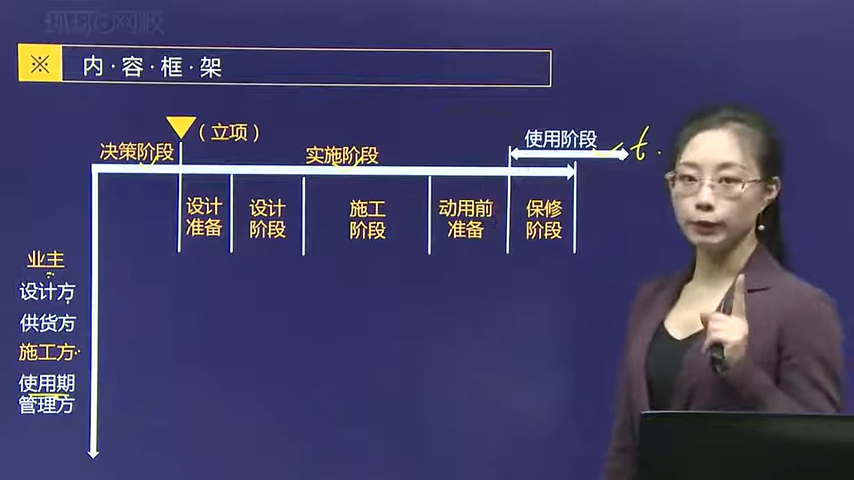 环球网校
※ 内·容·框·架
（立项）
决策阶段
实施阶段
使用阶段
t.
设计
准备
设计
阶段
施工
阶段
动用前
准备
保修
阶段
业主
设计方
供货方
施工方
使用期
管理方